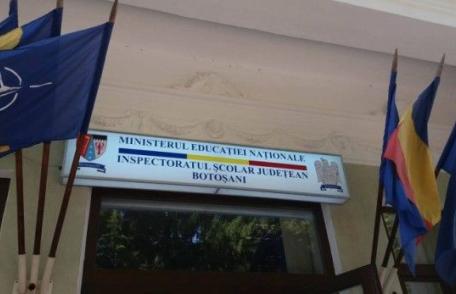 MINISTERUL EDUCAȚIEI NAȚIONALE
INSPECTORATUL ȘCOLAR JUDEȚEAN
BOTOȘANI